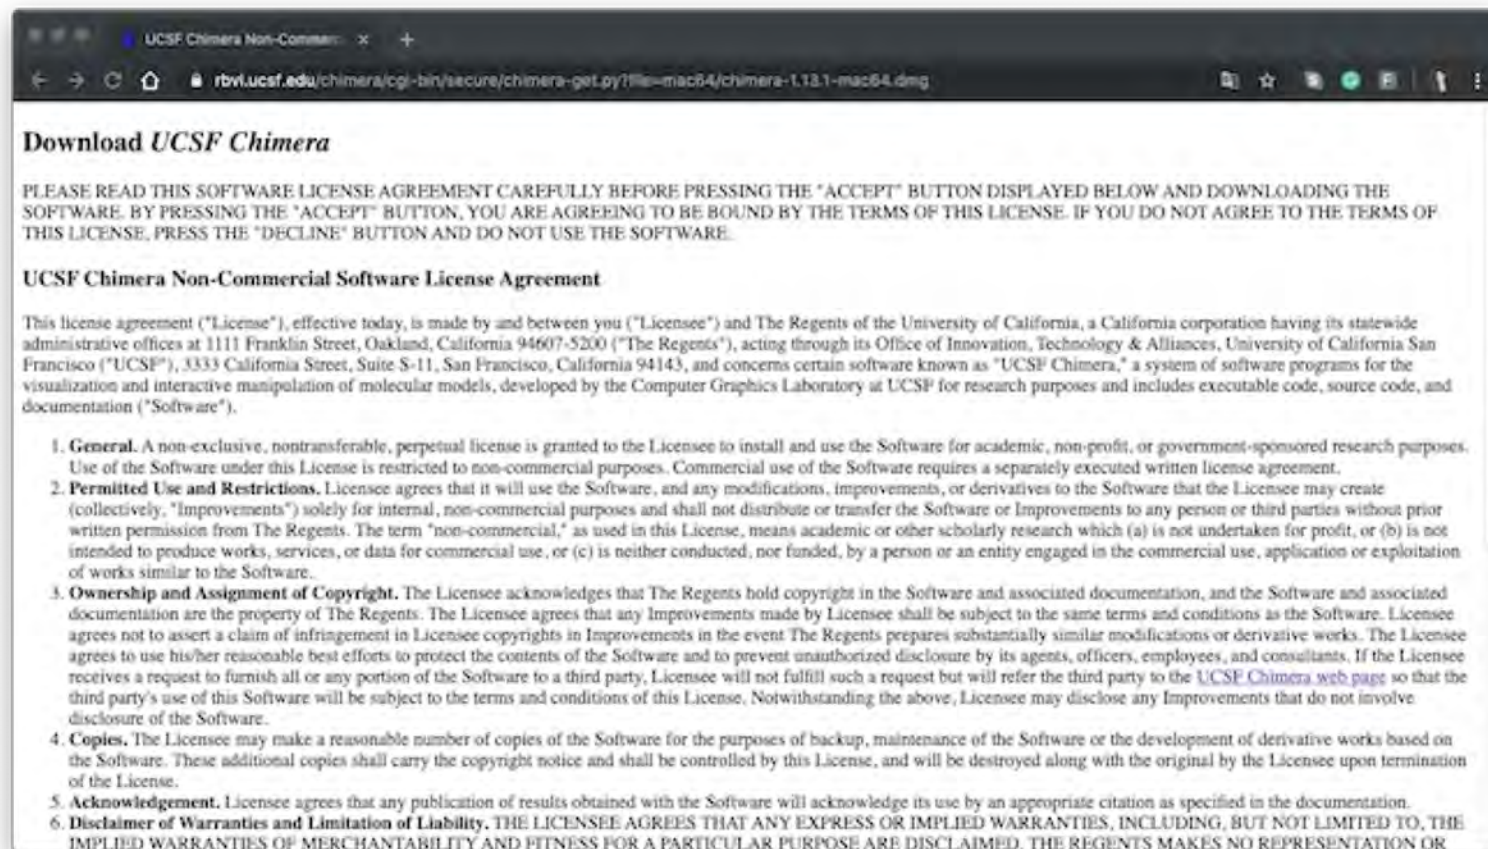 UCSF Chimera Non-Commerc
rbvi.ucsf.edu/chimera/cgi-bin/secure/chimera-get.py?file=mac64/chimera-1.13.1-mac64.dmg
Download UCSF Chimera
PLEASE READ THIS SOFTWARE LICENSE AGREEMENT CAREFULLY BEFORE PRESSING THE "ACCEPT" BUTTON DISPLAYED BELOW AND DOWNLOADING THE
SOFTWARE. BY PRESSING THE "ACCEPT" BUTTON, YOU ARE AGREEING TO BE BOUND BY THE TERMS OF THIS LICENSE. IF YOU DO NOT AGREE TO THE TERMS OF
THIS LICENSE, PRESS THE "DECLINE" BUTTON AND DO NOT USE THE SOFTWARE.
UCSF Chimera Non-Commercial Software License Agreement
This license agreement ("License"), effective today, is made by and between you ("Licensee") and The Regents of the University of California, a California corporation having its statewide
administrative offices at 1111 Franklin Street, Oakland, California 94607-5200 ("The Regents"), acting through its Office of Innovation, Technology & Alliances, University of California San
Francisco ("UCSF"), 3333 California Street, Suite S-11, San Francisco, California 94143, and concerns certain software known as "UCSF Chimera," a system of software programs for the
visualization and interactive manipulation of molecular models, developed by the Computer Graphics Laboratory at UCSF for research purposes and includes executable code, source code, and
documentation ("Software").
1. General. A non-exclusive, nontransferable, perpetual license is granted to the Licensee to install and use the Software for academic, non-profit, or government-sponsored research purposes.
Use of the Software under this License is restricted to non-commercial purposes. Commercial use of the Software requires a separately executed written license agreement.
2. Permitted Use and Restrictions. Licensee agrees that it will use the Software, and any modifications, improvements, or derivatives to the Software that the Licensee may create
(collectively, "Improvements") solely for internal, non-commercial purposes and shall not distribute or transfer the Software or Improvements to any person or third parties without prior
written permission from The Regents. The term "non-commercial," as used in this License, means academic or other scholarly research which (a) is not undertaken for profit, or (b) is not
intended to produce works, services, or data for commercial use, or (c) is neither conducted, nor funded, by a person or an entity engaged in the commercial use, application or exploitation
of works similar to the Software.
3. Ownership and Assignment of Copyright. The Licensee acknowledges that The Regents hold copyright in the Software and associated documentation, and the Software and associated
documentation are the property of The Regents. The Licensee agrees that any Improvements made by Licensee shall be subject to the same terms and conditions as the Software. Licensee
agrees not to assert a claim of infringement in Licensee copyrights in Improvements in the event The Regents prepares substantially similar modifications or derivative works. The Licensee
agrees to use his/her reasonable best efforts to protect the contents of the Software and to prevent unauthorized disclosure by its agents, officers, employees, and consultants. If the Licensee
receives a request to furnish all or any portion of the Software to a third party, Licensee will not fulfill such a request but will refer the third party to the UCSF Chimera web page so that the
third party's use of this Software will be subject to the terms and conditions of this License. Notwithstanding the above, Licensee may disclose any Improvements that do not involve
disclosure of the Software.
4. Copies. The Licensee may make a reasonable number of copies of the Software for the purposes of backup, maintenance of the Software or the development of derivative works based on
the Software. These additional copies shall carry the copyright notice and shall be controlled by this License, and will be destroyed along with the original by the Licensee upon termination
of the License.
5. Acknowledgement. Licensee agrees that any publication of results obtained with the Software will acknowledge its use by an appropriate citation as specified in the documentation.
6. Disclaimer of Warranties and Limitation of Liability. THE LICENSEE AGREES THAT ANY EXPRESS OR IMPLIED WARRANTIES, INCLUDING, BUT NOT LIMITED TO, THE
IMPLIED WARRANTIES OF MERCHANTABILITY AND FITNESS FOR A PARTICULAR PURPOSE ARE DISCLAIMED. THE REGENTS MAKES NO REPRESENTATION OR